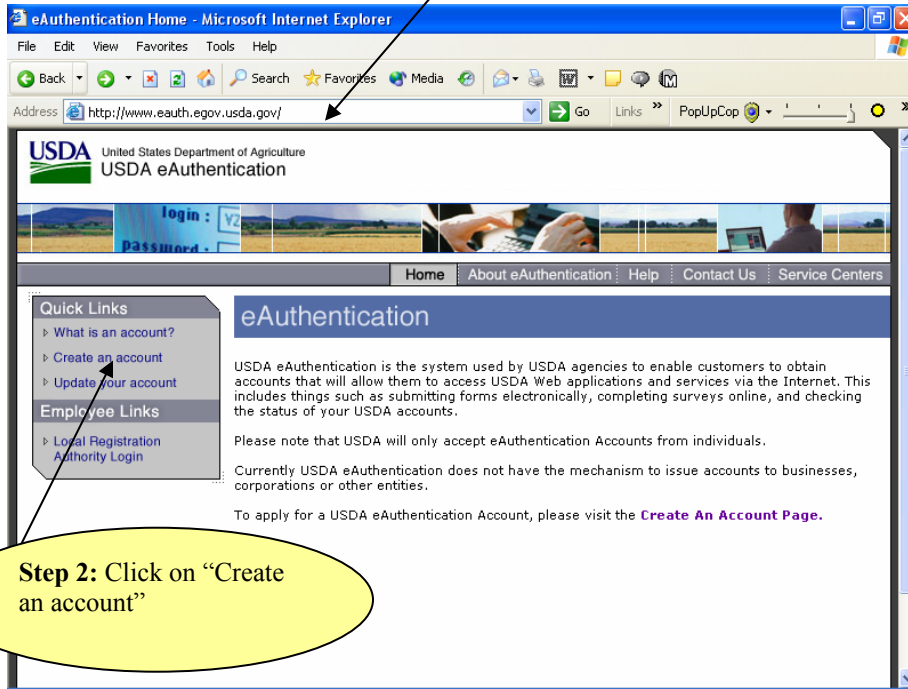 eAuthentication Home - Microsoft Internet Explorer
File Edit View Favorites Tools Help
Back Search Favorites Media
Address http://www.eauth.egov.usda.gov/ Go Links » PopUpCop »
USDA United States Department of Agriculture
USDA eAuthentication
login : YZ
password :
Home About eAuthentication Help Contact Us Service Centers
Quick Links
What is an account?
Create an account
Update your account
Employee Links
Local Registration
Authority Login
eAuthentication
USDA eAuthentication is the system used by USDA agencies to enable customers to obtain
accounts that will allow them to access USDA Web applications and services via the Internet. This
includes things such as submitting forms electronically, completing surveys online, and checking
the status of your USDA accounts.
Please note that USDA will only accept eAuthentication Accounts from individuals.
Currently USDA eAuthentication does not have the mechanism to issue accounts to businesses,
corporations or other entities.
To apply for a USDA eAuthentication Account, please visit the Create An Account Page.
Step 2: Click on “Create
an account”